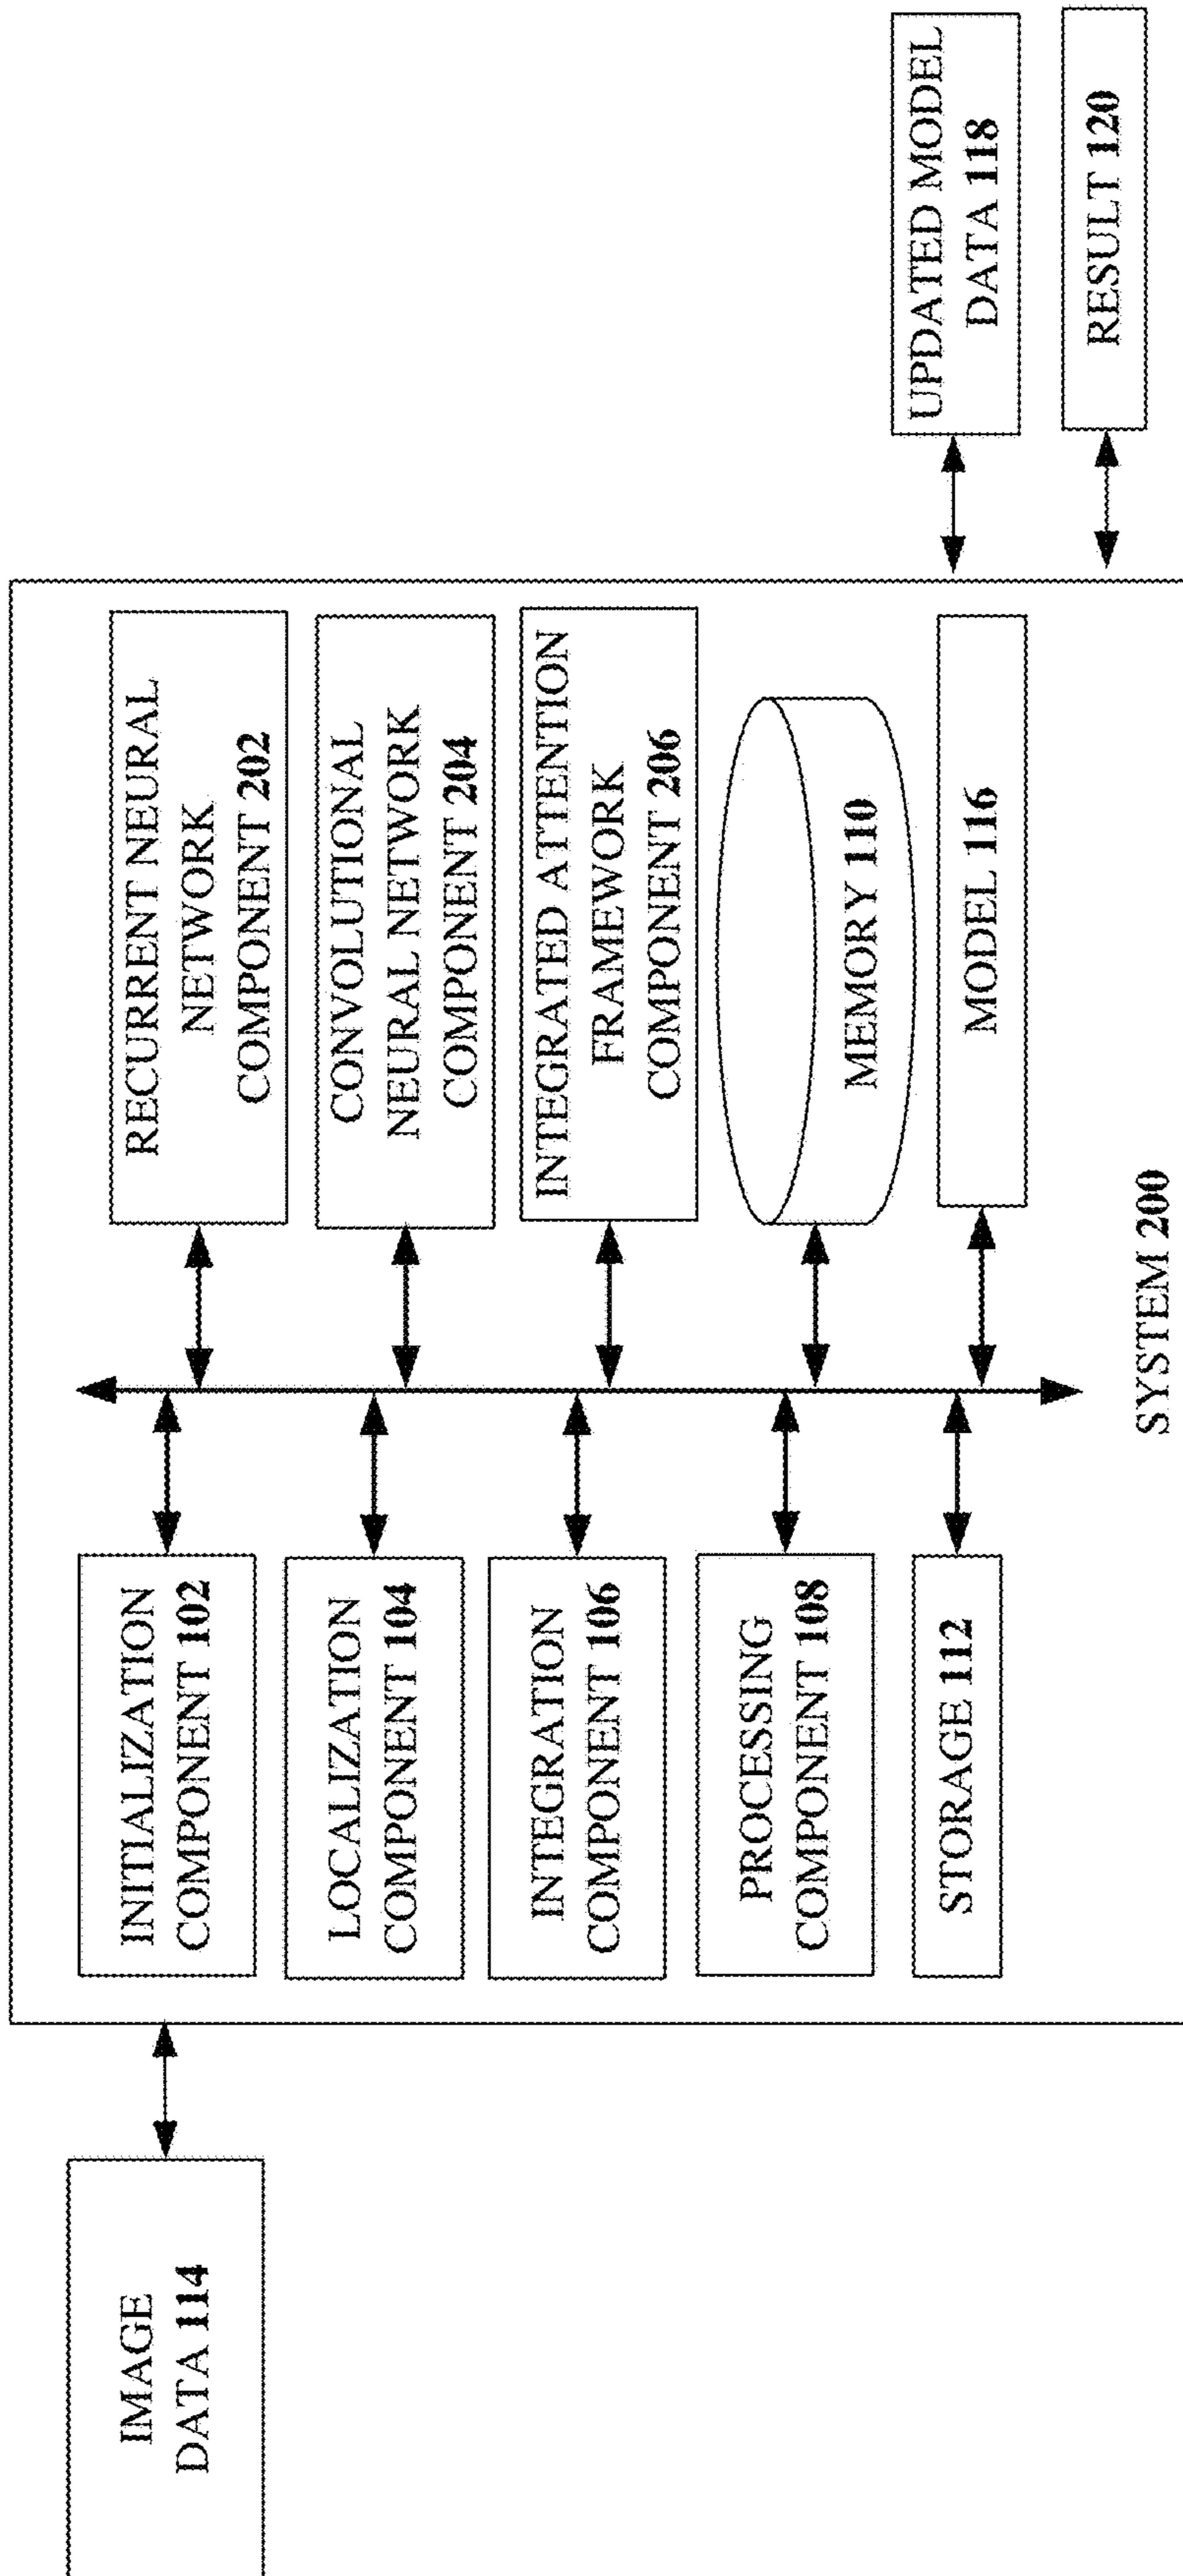 IMAGE
DATA 114
INITIALIZATION
COMPONENT 102
LOCALIZATION
COMPONENT 104
INTEGRATION
COMPONENT 106
PROCESSING
COMPONENT 108
STORAGE 112
RECURRENT NEURAL
NETWORK
COMPONENT 202
CONVOLUTIONAL
NEURAL NETWORK
COMPONENT 204
INTEGRATED ATTENTION
FRAMEWORK
COMPONENT 206
MEMORY 110
MODEL 116
SYSTEM 200
UPDATED MODEL
DATA 118
RESULT 120